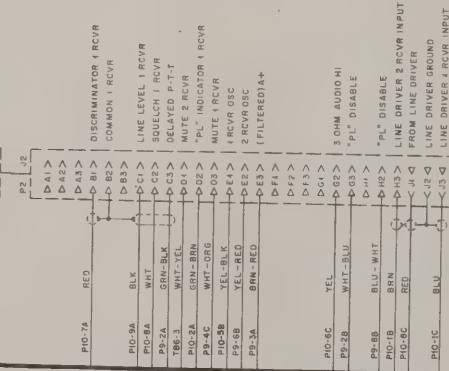 P2 J2
A1
A2
A3
P10-7A RED B1 DISCRIMINATOR 1 RCVR
B2 COMMON 1 RCVR
B3
P10-9A BLK C1 LINE LEVEL 1 RCVR
P10-8A WHT C2 SQUELCH 1 RCVR
P9-2A GRN-BLK C3 DELAYED P-T-T
TB6-3 WHT-YEL D1 MUTE 2 RCVR
P10-2A GRN-BRN D2 "PL" INDICATOR 1 RCVR
P9-4C WHT-ORG D3 MUTE 1 RCVR
P10-5B YEL-BLK E1 1 RCVR OSC
P9-6B YEL-RED E2 2 RCVR OSC
P9-3A BRN-RED E3 (FILTERED) A+
F1
F2
F3
G1
P10-6C YEL G2 3 OHM AUDIO HI
P9-2B WHT-BLU G3 "PL" DISABLE
H1
P9-8B BLU-WHT H2 "PL" DISABLE
P10-1B BRN H3 LINE DRIVER 2 RCVR INPUT
P10-8C RED J1 FROM LINE DRIVER
J2 LINE DRIVER GROUND
P10-1C BLU J3 LINE DRIVER 1 RCVR INPUT